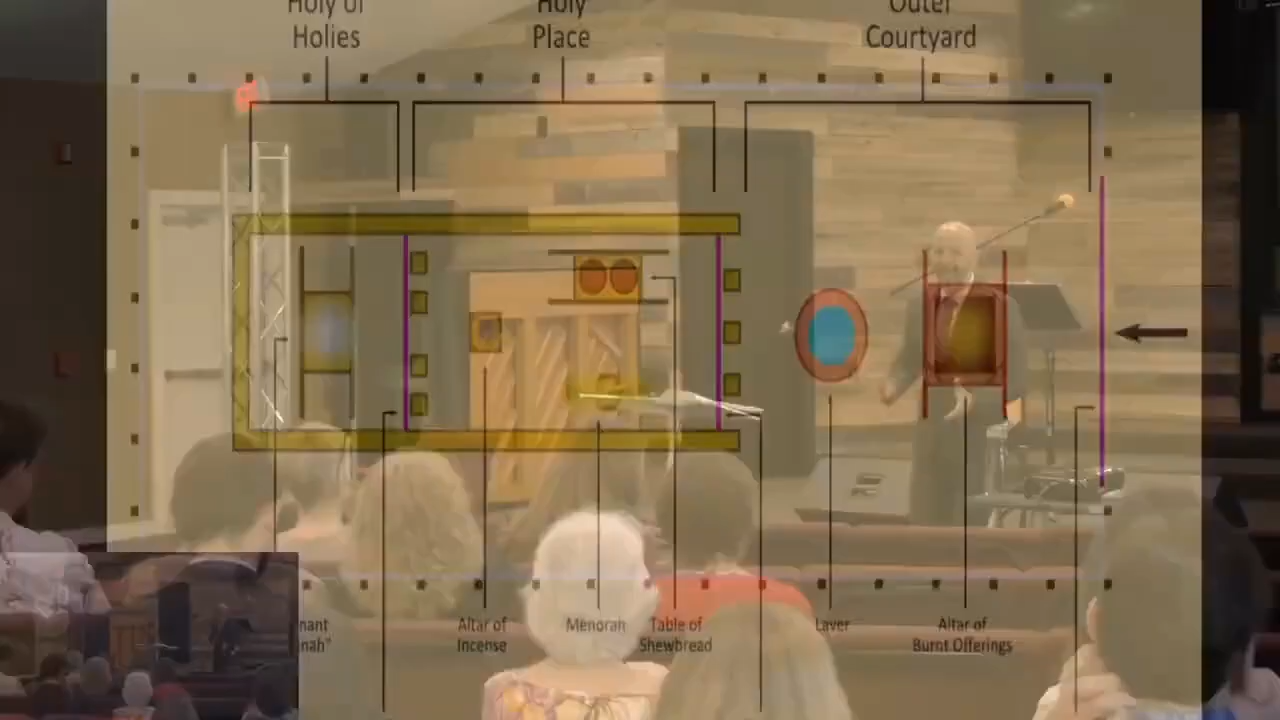 Holy of
Holies
Holy
Place
Outer
Courtyard
Altar of
Incense
Menorah
Table of
Shewbread
Laver
Altar of
Burnt Offerings